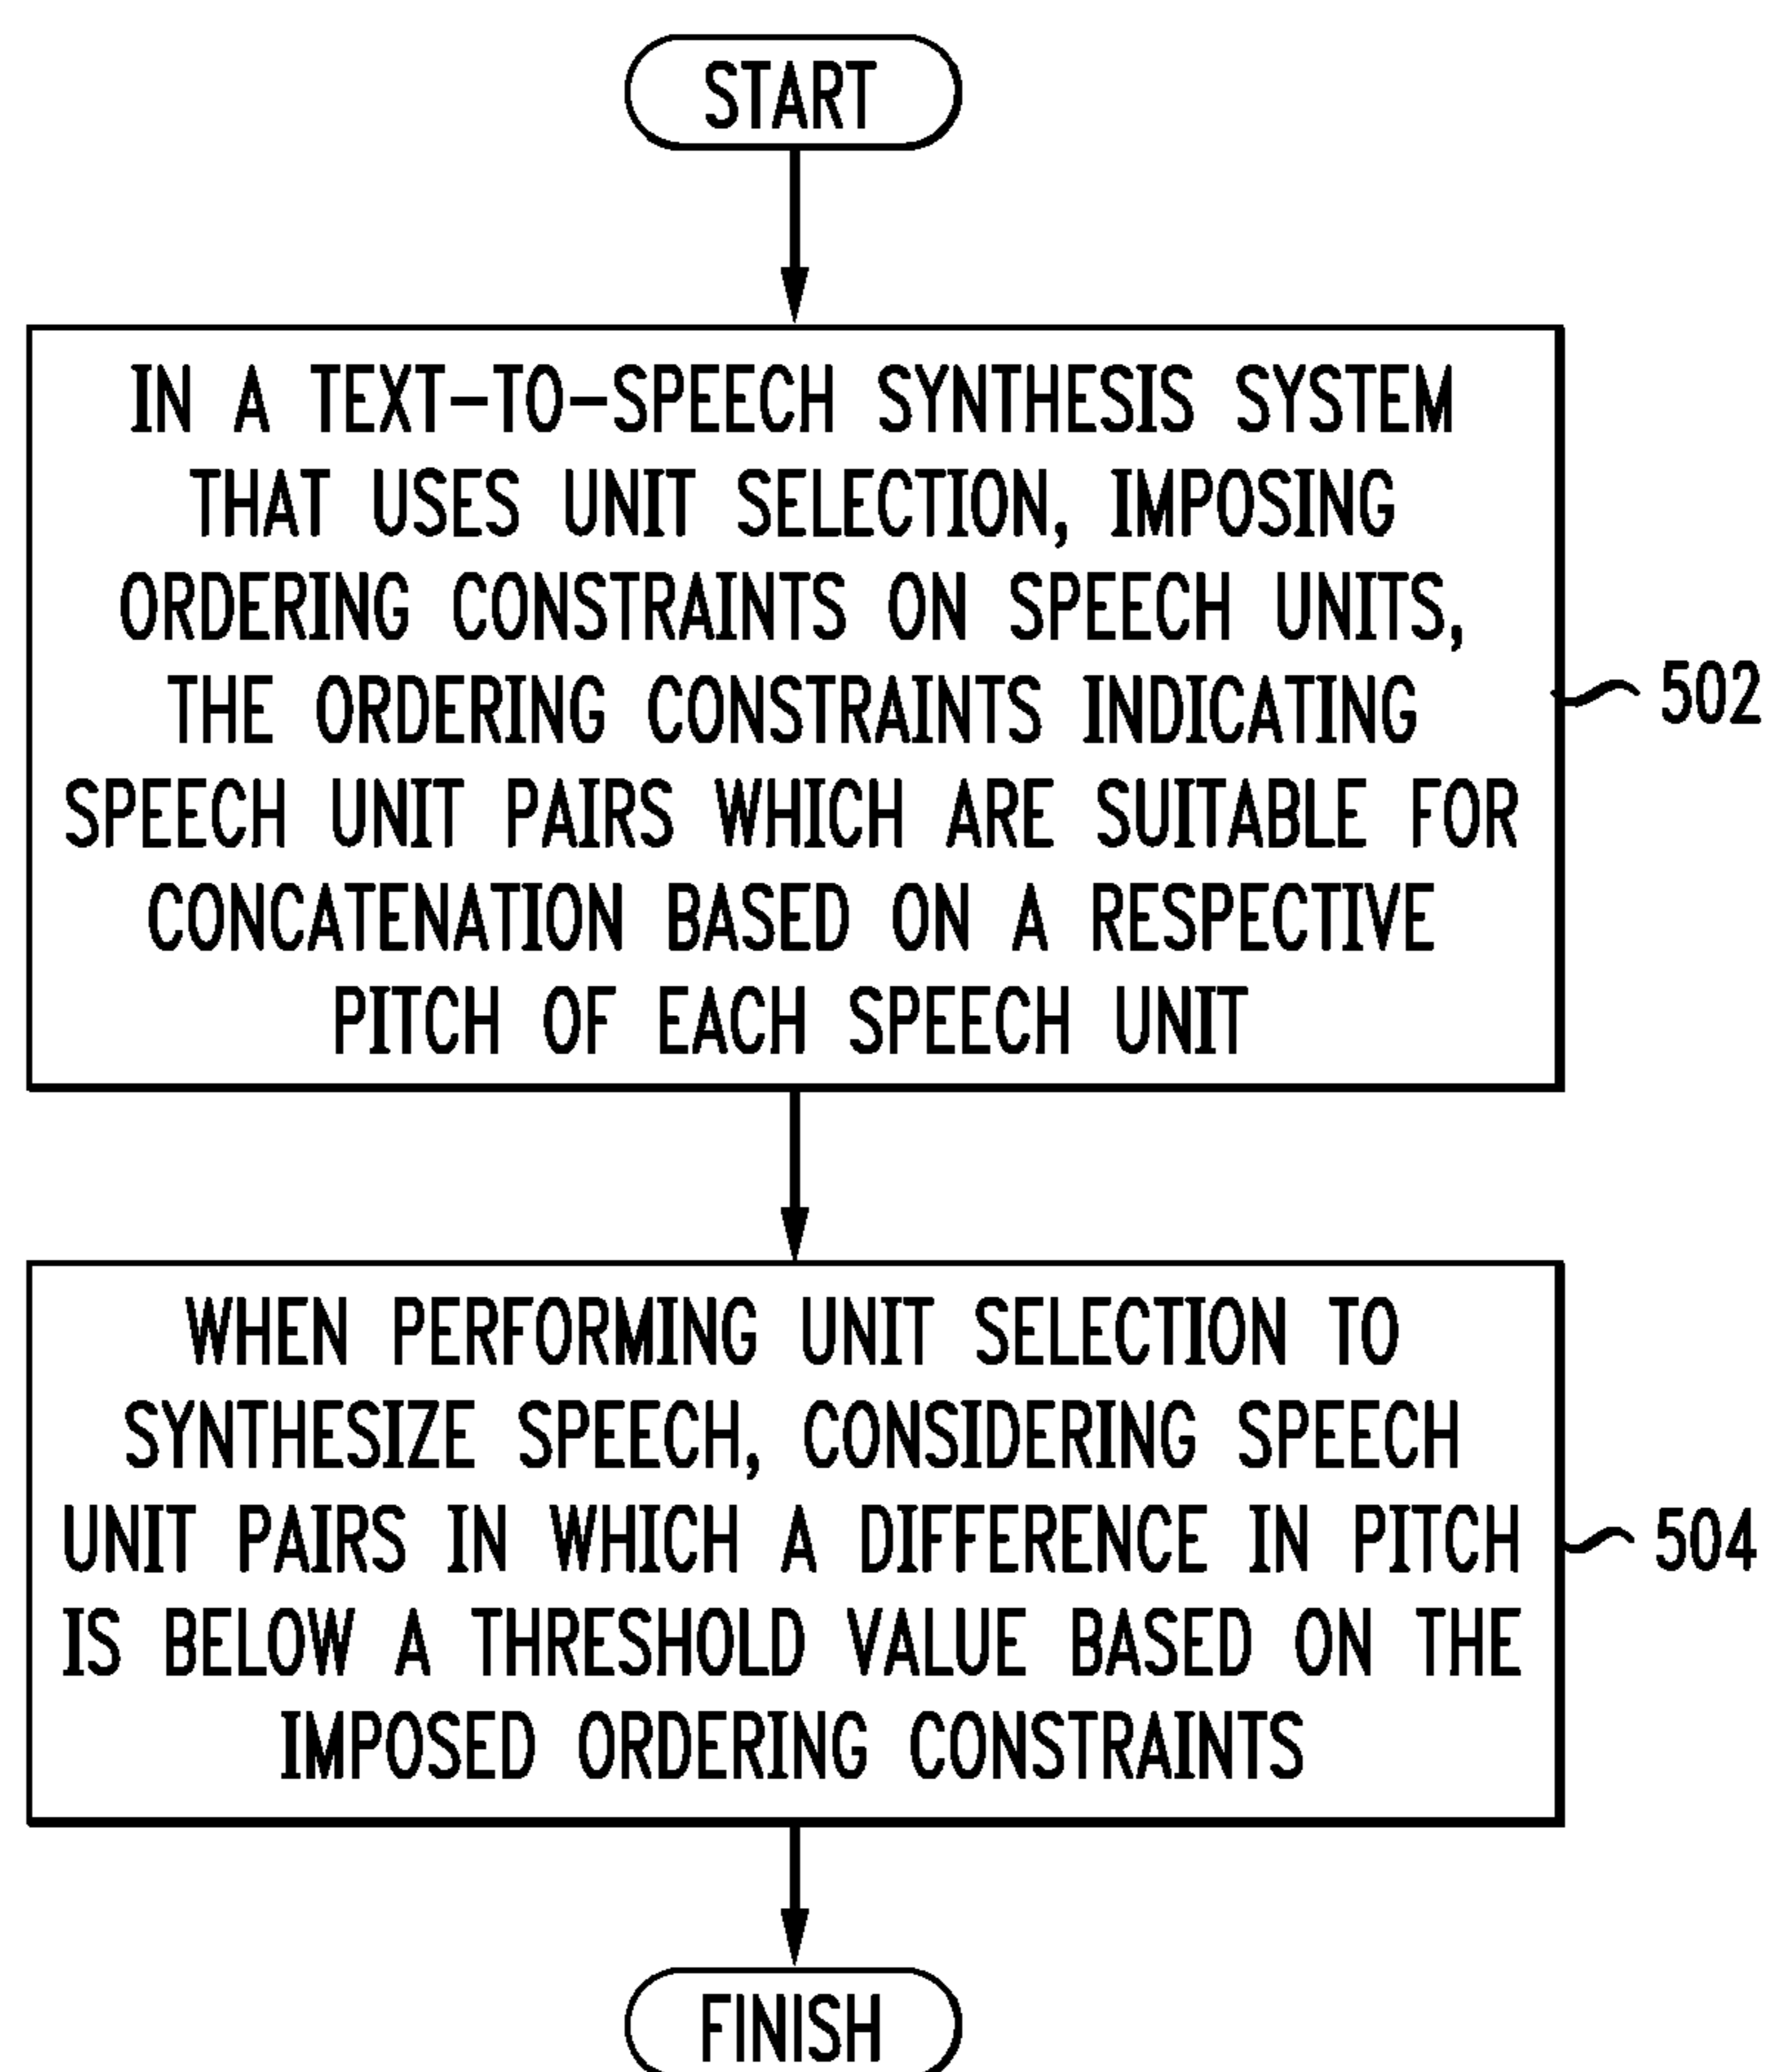 START
IN A TEXT-TO-SPEECH SYNTHESIS SYSTEM
THAT USES UNIT SELECTION, IMPOSING
ORDERING CONSTRAINTS ON SPEECH UNITS,
THE ORDERING CONSTRAINTS INDICATING
SPEECH UNIT PAIRS WHICH ARE SUITABLE FOR
CONCATENATION BASED ON A RESPECTIVE
PITCH OF EACH SPEECH UNIT
502
WHEN PERFORMING UNIT SELECTION TO
SYNTHESIZE SPEECH, CONSIDERING SPEECH
UNIT PAIRS IN WHICH A DIFFERENCE IN PITCH
IS BELOW A THRESHOLD VALUE BASED ON THE
IMPOSED ORDERING CONSTRAINTS
504
FINISH